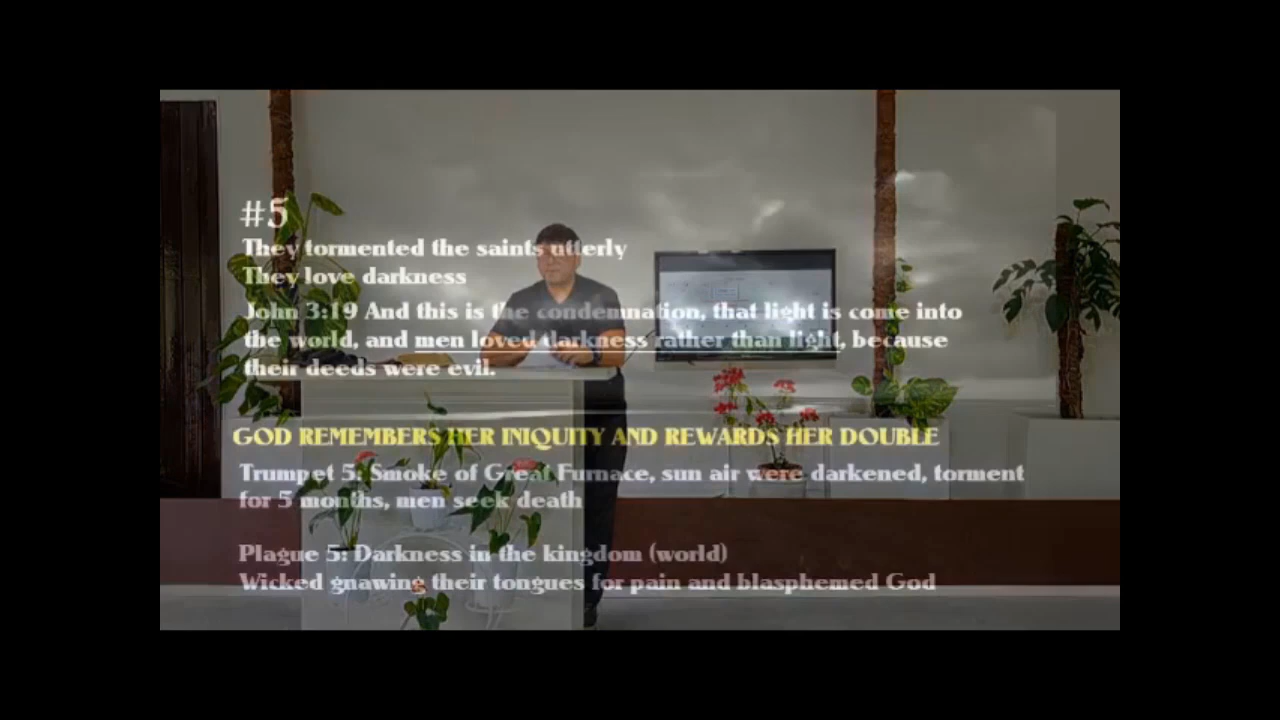 #5
They tormented the saints utterly
They love darkness
John 3:19 And this is the condemnation, that light is come into
the world, and men loved darkness rather than light, because
their deeds were evil.
GOD REMEMBERS HER INIQUITY AND REWARDS HER DOUBLE
Trumpet 5: Smoke of Great Furnace, sun air were darkened, torment
for 5 months, men seek death
Plague 5: Darkness in the kingdom (world)
Wicked gnawing their tongues for pain and blasphemed God